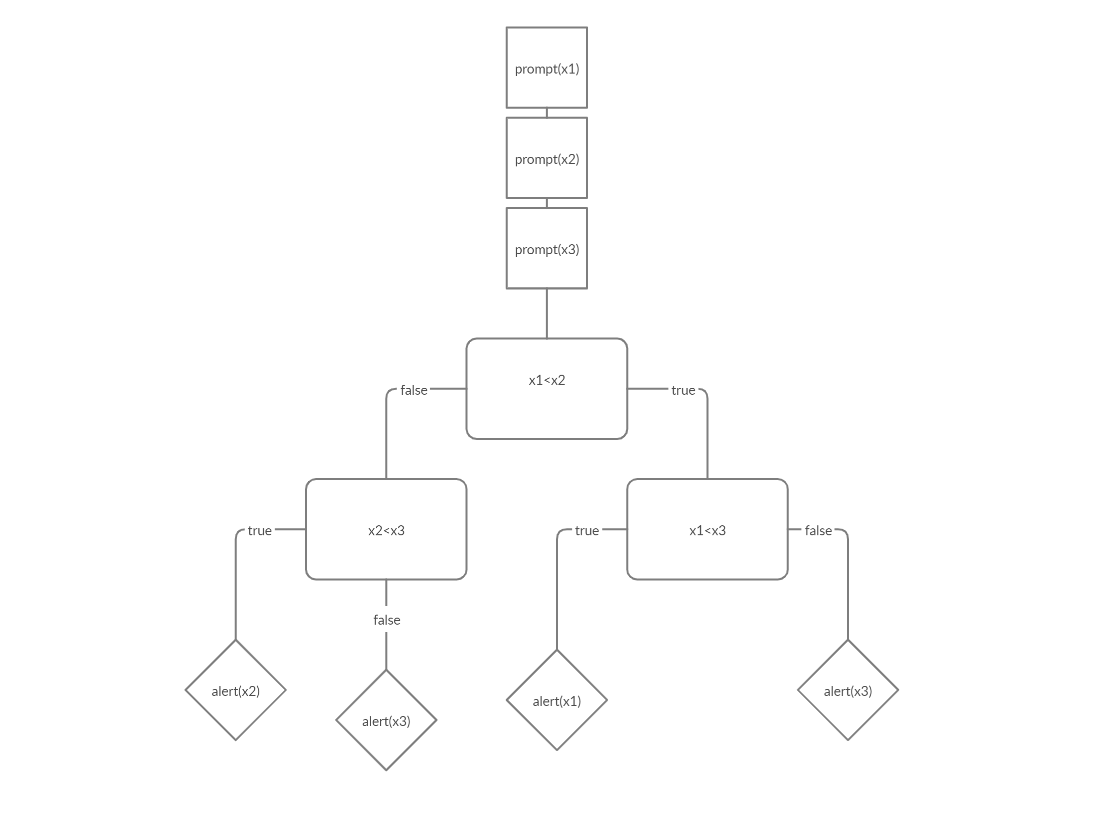 prompt(x1)
prompt(x2)
prompt(x3)
x1<x2
false
true
x2<x3
x1<x3
true
false
true
false
alert(x2)
alert(x3)
alert(x1)
alert(x3)